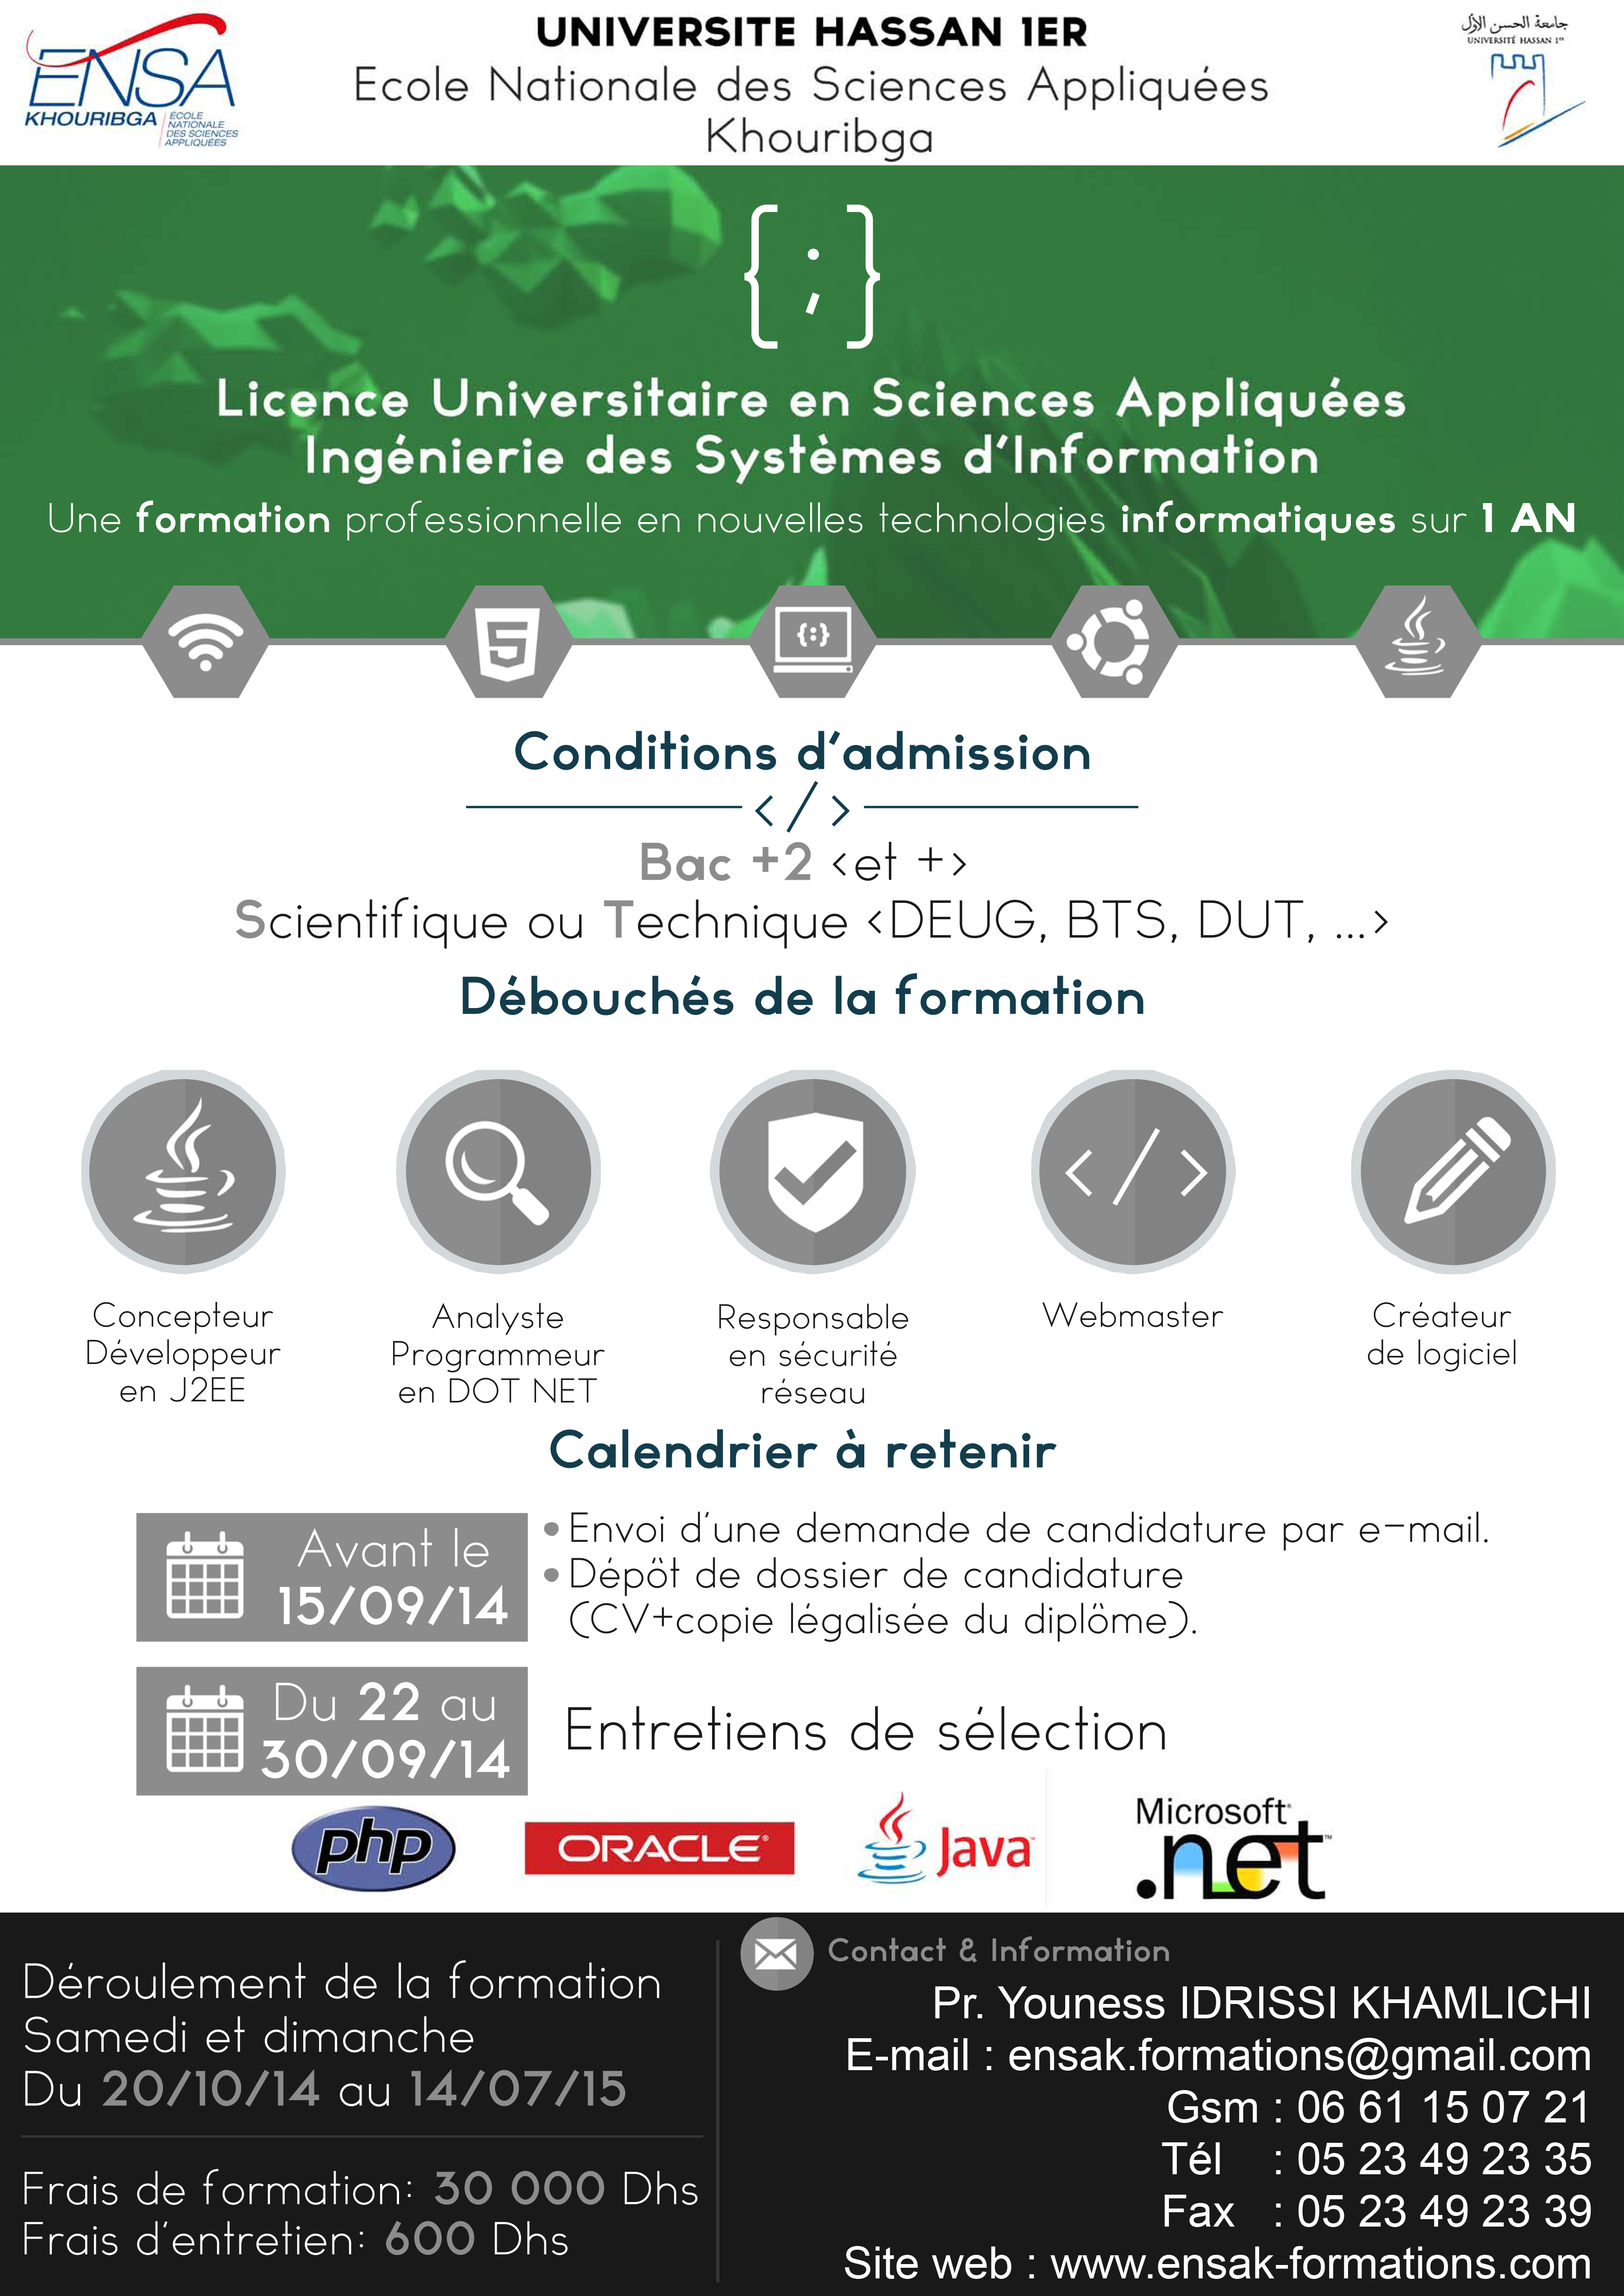 ENSA
KHOURIBGA
ÉCOLE
NATIONALE
DES SCIENCES
APPLIQUÉES
UNIVERSITE HASSAN 1ER
Ecole Nationale des Sciences Appliquées
Khouribga
جامعة الحسن الأول
UNIVERSITÉ HASSAN 1er
{ ; }
Licence Universitaire en Sciences Appliquées
Ingénierie des Systèmes d'Information
Une formation professionnelle en nouvelles technologies informatiques sur 1 AN
5
{:}
Conditions d'admission
< / >
Bac +2 <et +>
Scientifique ou Technique <DEUG, BTS, DUT, ...>
Débouchés de la formation
< / >
Concepteur
Développeur
en J2EE
Analyste
Programmeur
en DOT NET
Responsable
en sécurité
réseau
Webmaster
Créateur
de logiciel
Calendrier à retenir
Avant le
15/09/14
• Envoi d'une demande de candidature par e-mail.
• Dépôt de dossier de candidature
(CV+copie légalisée du diplôme).
Du 22 au
30/09/14
Entretiens de sélection
php
ORACLE®
Java™
Microsoft®
.net™
Déroulement de la formation
Samedi et dimanche
Du 20/10/14 au 14/07/15
Frais de formation: 30 000 Dhs
Frais d'entretien: 600 Dhs
Contact & Information
Pr. Youness IDRISSI KHAMLICHI
E-mail : ensak.formations@gmail.com
Gsm : 06 61 15 07 21
Tél : 05 23 49 23 35
Fax : 05 23 49 23 39
Site web : www.ensak-formations.com